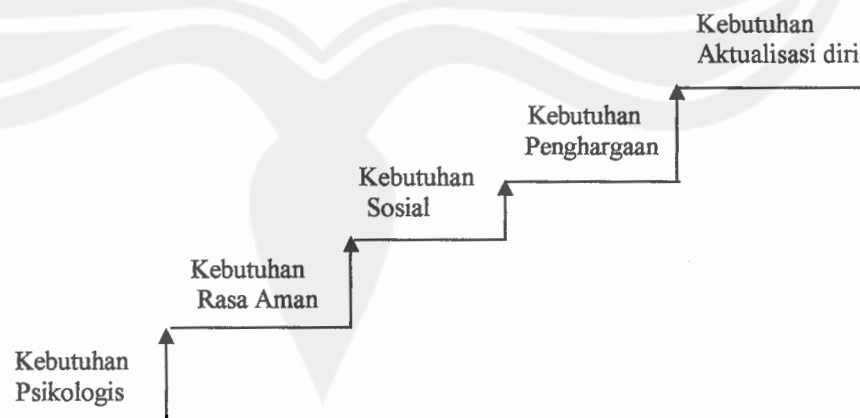 Kebutuhan
Aktualisasi diri
Kebutuhan
Penghargaan
Kebutuhan
Sosial
Kebutuhan
Rasa Aman
Kebutuhan
Psikologis